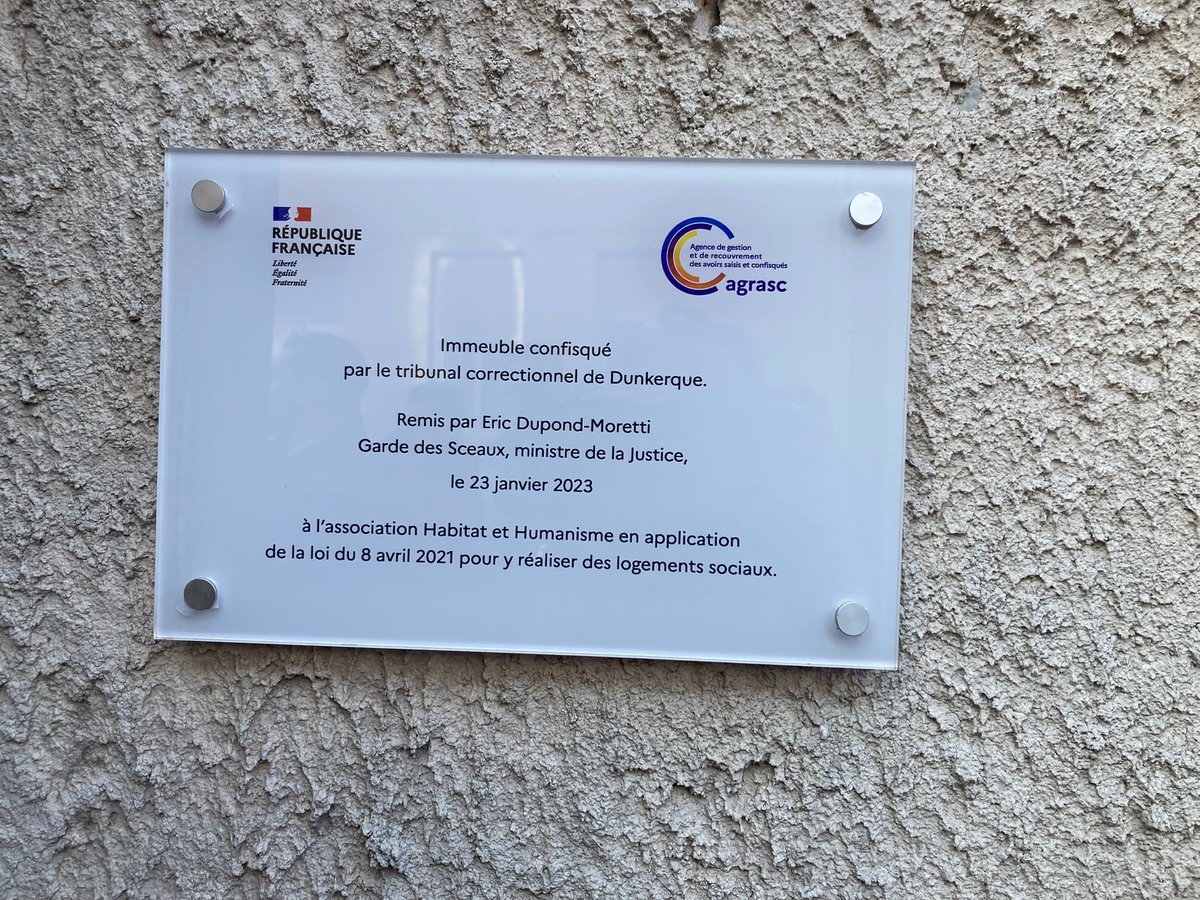 RÉPUBLIQUE
FRANÇAISE
Liberté
Égalité
Fraternité
Agence de gestion
et de recouvrement
des avoirs saisis et confisqués
agrasc
Immeuble confisqué
par le tribunal correctionnel de Dunkerque.
Remis par Eric Dupond-Moretti
Garde des Sceaux, ministre de la Justice,
le 23 janvier 2023
à l’association Habitat et Humanisme en application
de la loi du 8 avril 2021 pour y réaliser des logements sociaux.